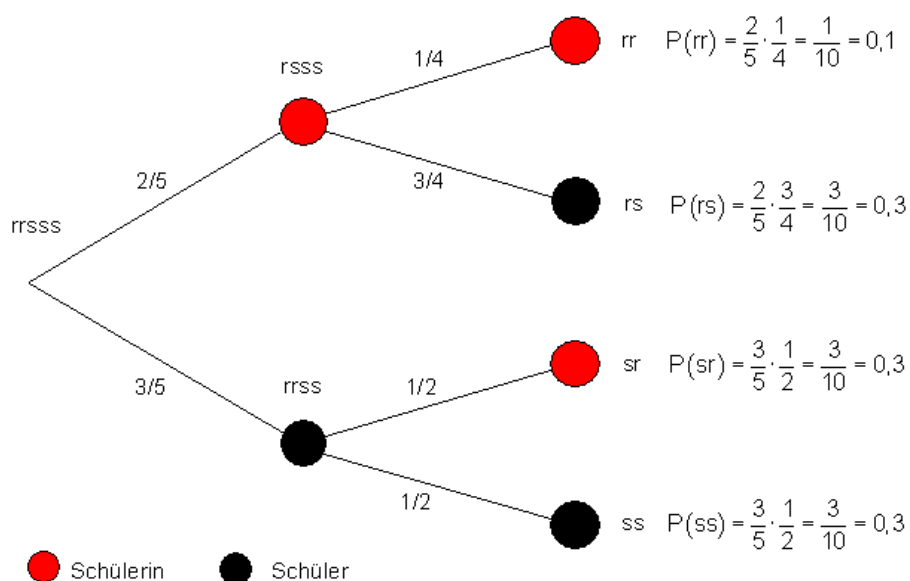 rr P(rr) = 2/5 · 1/4 = 1/10 = 0,1
1/4
rsss
2/5
3/4
rs P(rs) = 2/5 · 3/4 = 3/10 = 0,3
rrsss
sr P(sr) = 3/5 · 1/2 = 3/10 = 0,3
3/5
rrss
1/2
1/2
ss P(ss) = 3/5 · 1/2 = 3/10 = 0,3
Schülerin
Schüler